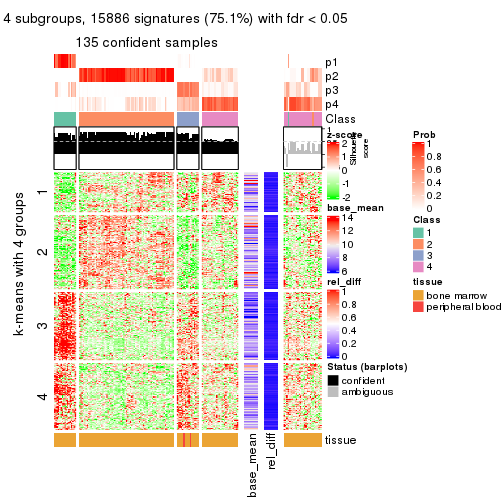 4 subgroups, 15886 signatures (75.1%) with fdr < 0.05
135 confident samples
p1
p2
p3
p4
Class
1
Silhouette score
z-score
2
1
0
-1
-2
base_mean
14
12
10
8
6
rel_diff
1
0.8
0.6
0.4
0.2
0
Status (barplots)
confident
ambiguous
Prob
1
0.8
0.6
0.4
0.2
0
Class
1
2
3
4
tissue
bone marrow
peripheral blood
k-means with 4 groups
1
2
3
4
tissue
base_mean
rel_diff